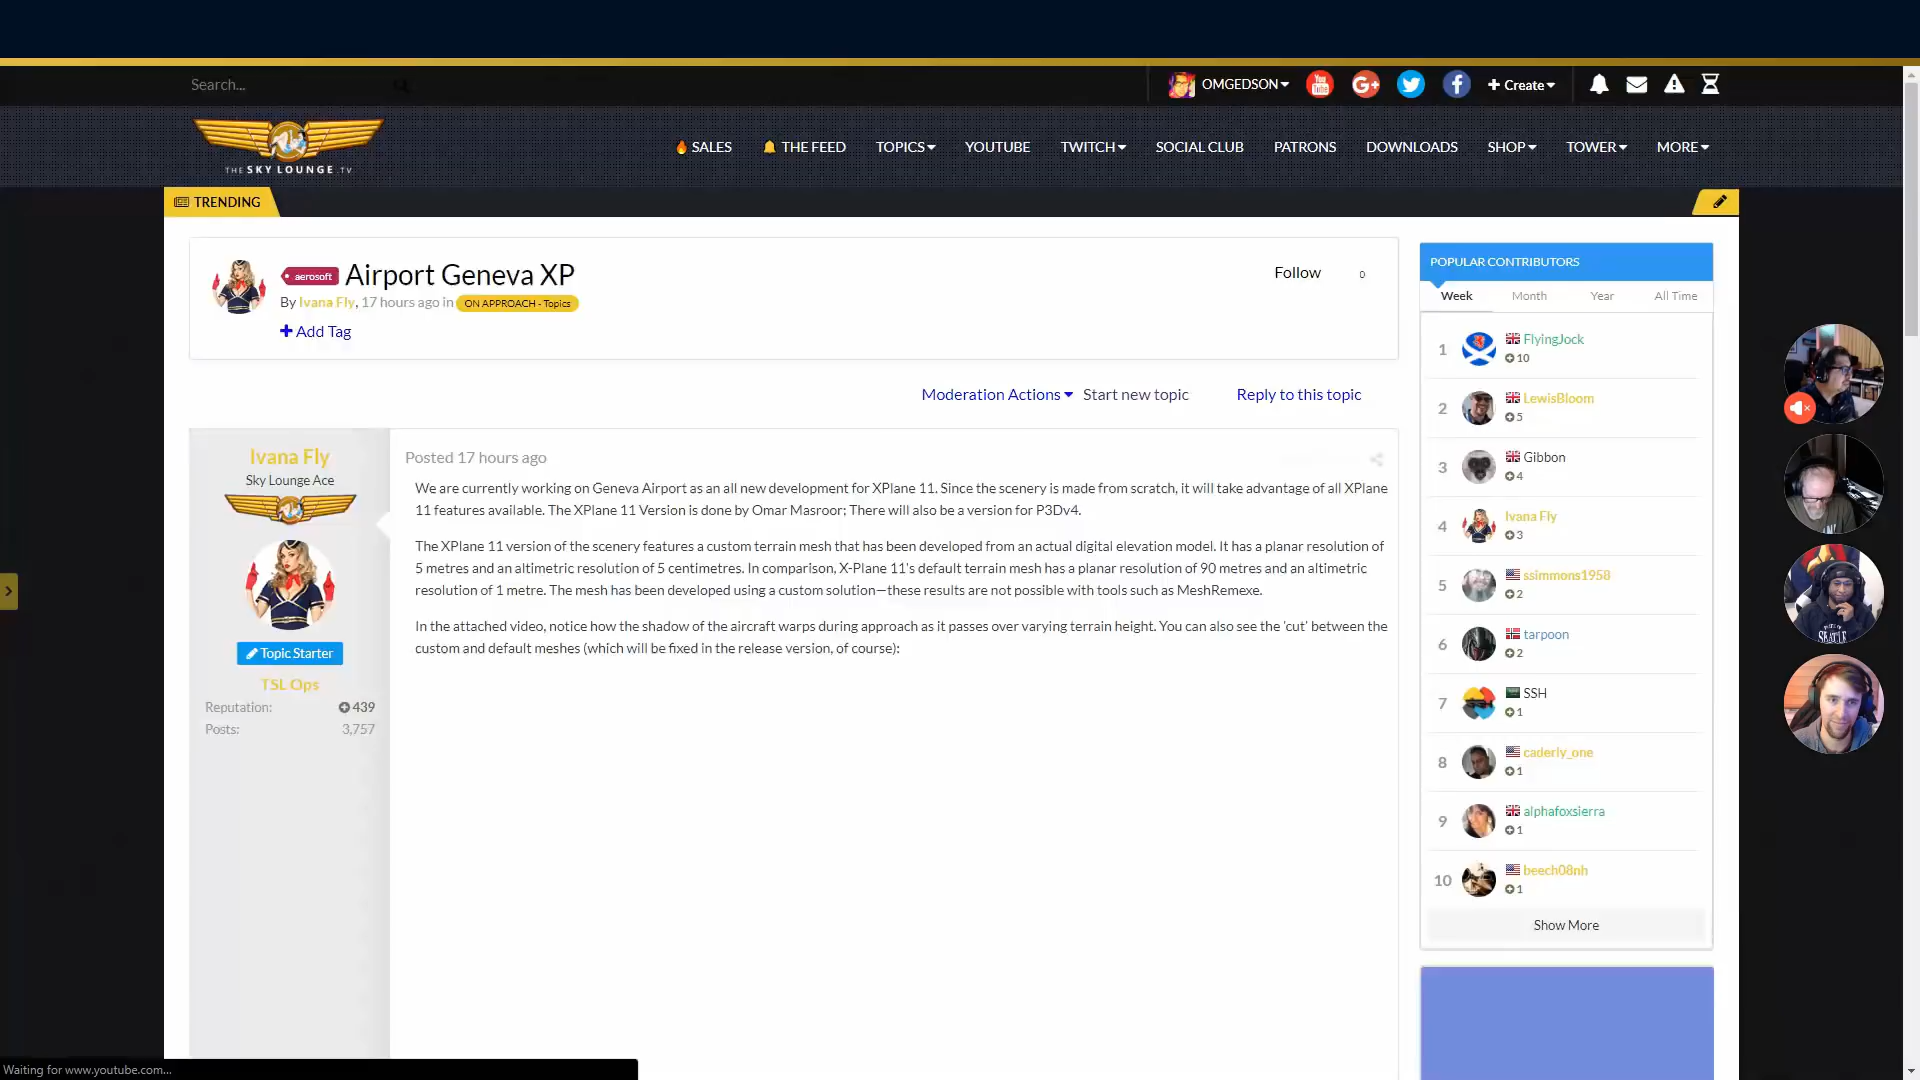 Search...
OMGEDSON
You Tube
G+
Create
THE SKY LOUNGE .TV
SALES
THE FEED
TOPICS
YOUTUBE
TWITCH
SOCIAL CLUB
PATRONS
DOWNLOADS
SHOP
TOWER
MORE
TRENDING
aerosoft Airport Geneva XP
By Ivana Fly, 17 hours ago in ON APPROACH - Topics
Add Tag
Follow 0
Moderation Actions Start new topic Reply to this topic
Ivana Fly
Sky Lounge Ace
Topic Starter
TSL Ops
Reputation: 439
Posts: 3,757
Posted 17 hours ago
We are currently working on Geneva Airport as an all new development for XPlane 11. Since the scenery is made from scratch, it will take advantage of all XPlane
11 features available. The XPlane 11 Version is done by Omar Masroor; There will also be a version for P3Dv4.
The XPlane 11 version of the scenery features a custom terrain mesh that has been developed from an actual digital elevation model. It has a planar resolution of
5 metres and an altimetric resolution of 5 centimetres. In comparison, X-Plane 11's default terrain mesh has a planar resolution of 90 metres and an altimetric
resolution of 1 metre. The mesh has been developed using a custom solution—these results are not possible with tools such as MeshRemexe.
In the attached video, notice how the shadow of the aircraft warps during approach as it passes over varying terrain height. You can also see the 'cut' between the
custom and default meshes (which will be fixed in the release version, of course):
POPULAR CONTRIBUTORS
Week Month Year All Time
1 FlyingJock
10
2 LewisBloom
5
3 Gibbon
4
4 Ivana Fly
3
5 ssimmons1958
2
6 tarpoon
2
7 SSH
1
8 caderly_one
1
9 alphafoxsierra
1
10 beech08nh
1
Show More
SEATTLE
Waiting for www.youtube.com...